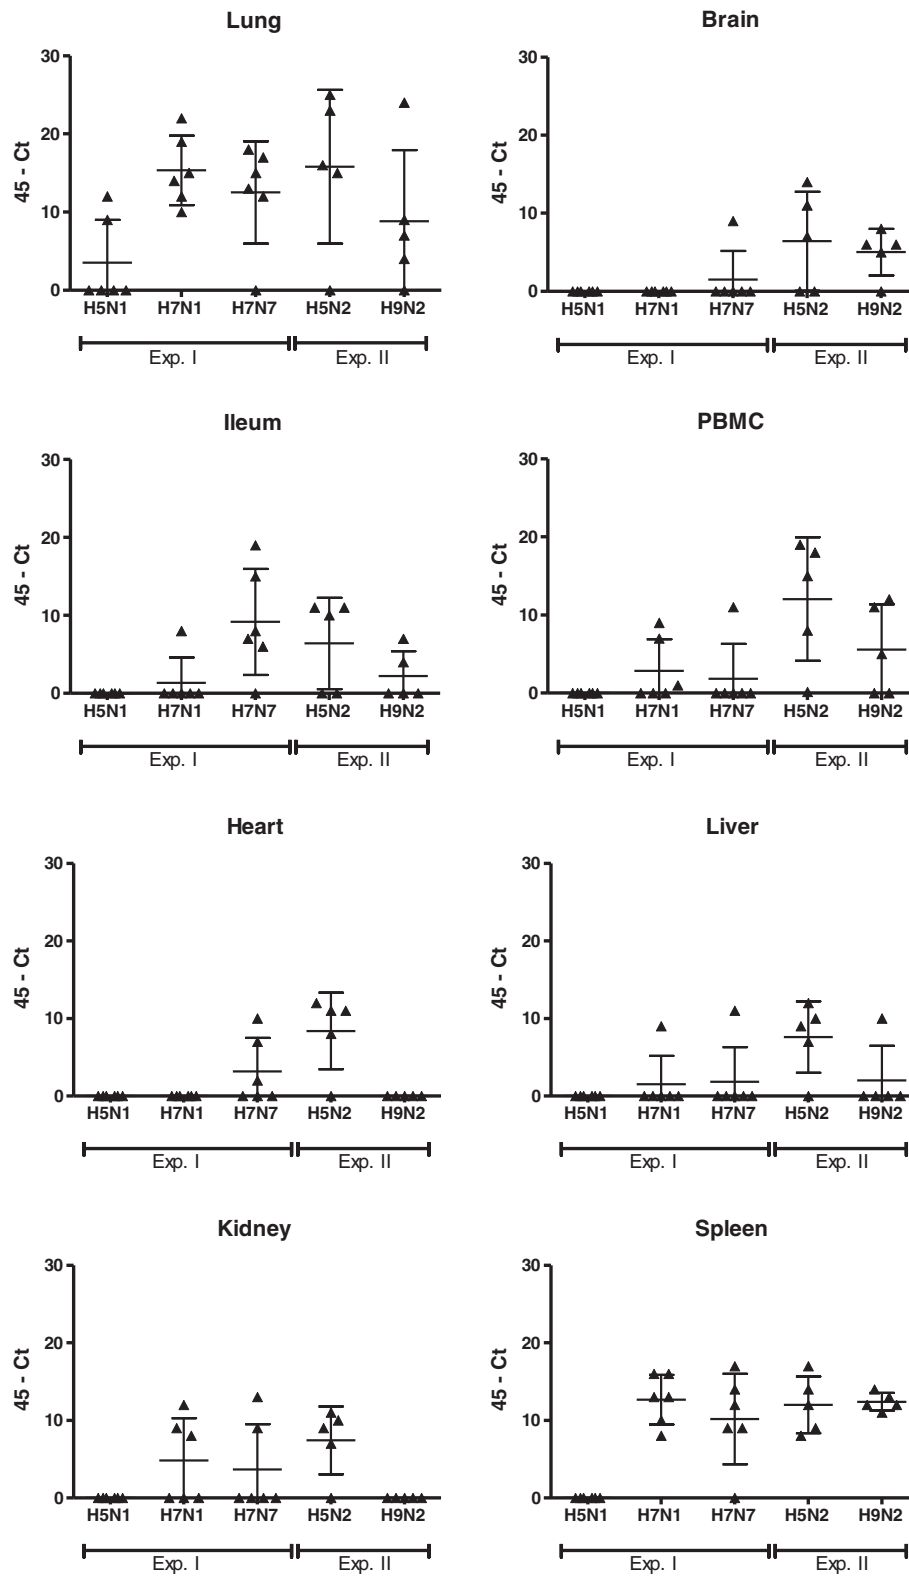 Lung
45 - Ct
30
20
10
0
H5N1 H7N1 H7N7 H5N2 H9N2
Exp. I Exp. II
Brain
45 - Ct
30
20
10
0
H5N1 H7N1 H7N7 H5N2 H9N2
Exp. I Exp. II
Ileum
45 - Ct
30
20
10
0
H5N1 H7N1 H7N7 H5N2 H9N2
Exp. I Exp. II
PBMC
45 - Ct
30
20
10
0
H5N1 H7N1 H7N7 H5N2 H9N2
Exp. I Exp. II
Heart
45 - Ct
30
20
10
0
H5N1 H7N1 H7N7 H5N2 H9N2
Exp. I Exp. II
Liver
45 - Ct
30
20
10
0
H5N1 H7N1 H7N7 H5N2 H9N2
Exp. I Exp. II
Kidney
45 - Ct
30
20
10
0
H5N1 H7N1 H7N7 H5N2 H9N2
Exp. I Exp. II
Spleen
45 - Ct
30
20
10
0
H5N1 H7N1 H7N7 H5N2 H9N2
Exp. I Exp. II